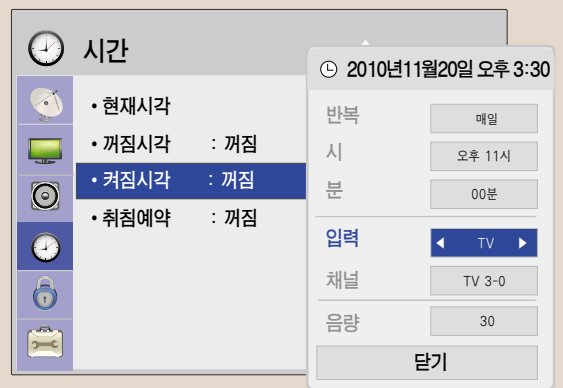 시간
• 현재시각
• 꺼짐시각 : 꺼짐
• 켜짐시각 : 꺼짐
• 취침예약 : 꺼짐
2010년11월20일 오후 3:30
반복 매일
시 오후 11시
분 00분
입력 ◀ TV ▶
채널 TV 3-0
음량 30
닫기